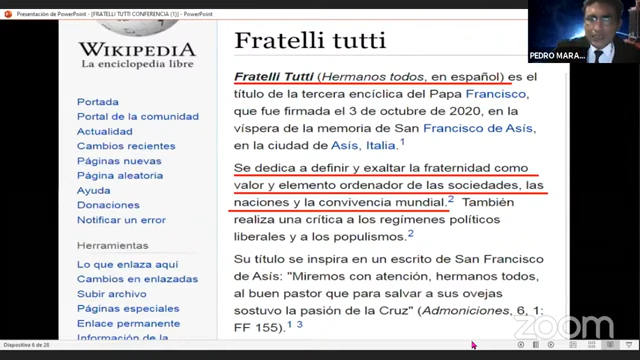 Presentación de PowerPoint - [FRATELLI TUTTI CONFERENCIA (1)] - PowerPoint
PEDRO MARA...
WIKIPEDIA
La enciclopedia libre
Portada
Portal de la comunidad
Actualidad
Cambios recientes
Páginas nuevas
Página aleatoria
Ayuda
Donaciones
Notificar un error
Herramientas
Lo que enlaza aquí
Cambios en enlazadas
Subir archivo
Páginas especiales
Enlace permanente
Información de la
Fratelli tutti
Fratelli Tutti (Hermanos todos, en español) es el
título de la tercera encíclica del Papa Francisco,
que fue firmada el 3 de octubre de 2020, en la
víspera de la memoria de San Francisco de Asís,
en la ciudad de Asís, Italia.1
Se dedica a definir y exaltar la fraternidad como
valor y elemento ordenador de las sociedades, las
naciones y la convivencia mundial.2 También
realiza una crítica a los regímenes políticos
liberales y a los populismos.2
Su título se inspira en un escrito de San Francisco
de Asís: "Miremos con atención, hermanos todos,
al buen pastor que para salvar a sus ovejas
sostuvo la pasión de la Cruz" (Admoniciones, 6, 1:
FF 155).1 3
zoom
Diapositiva 6 de 28